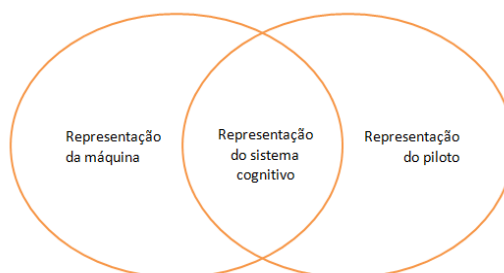 Representação
da máquina
Representação
do sistema
cognitivo
Representação
do piloto